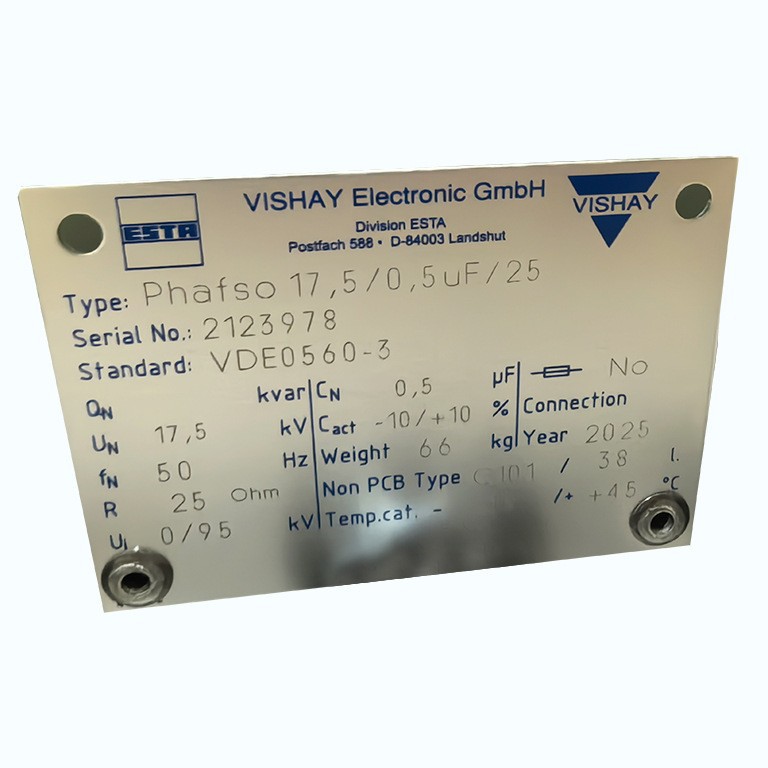 ESTA
VISHAY Electronic GmbH
Division ESTA
Postfach 588 • D-84003 Landshut
VISHAY
Type: Phafso 17,5/0,5uF/25
Serial No.: 2123978
Standard: VDE0560-3
QN kvar CN 0,5 µF No
UN 17,5 kV Cact -10/+10 % Connection
fN 50 Hz Weight 66 kg Year 2025
R 25 Ohm Non PCB Type / 38 l.
Ui 0/95 kV Temp.cat. - /+ +45 °C